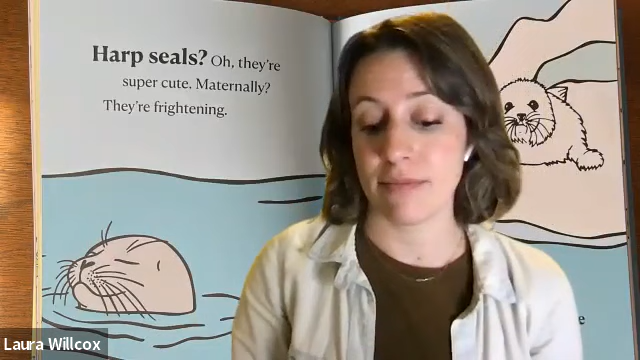 Harp seals? Oh, they're
super cute. Maternally?
They're frightening.
e
Laura Willcox